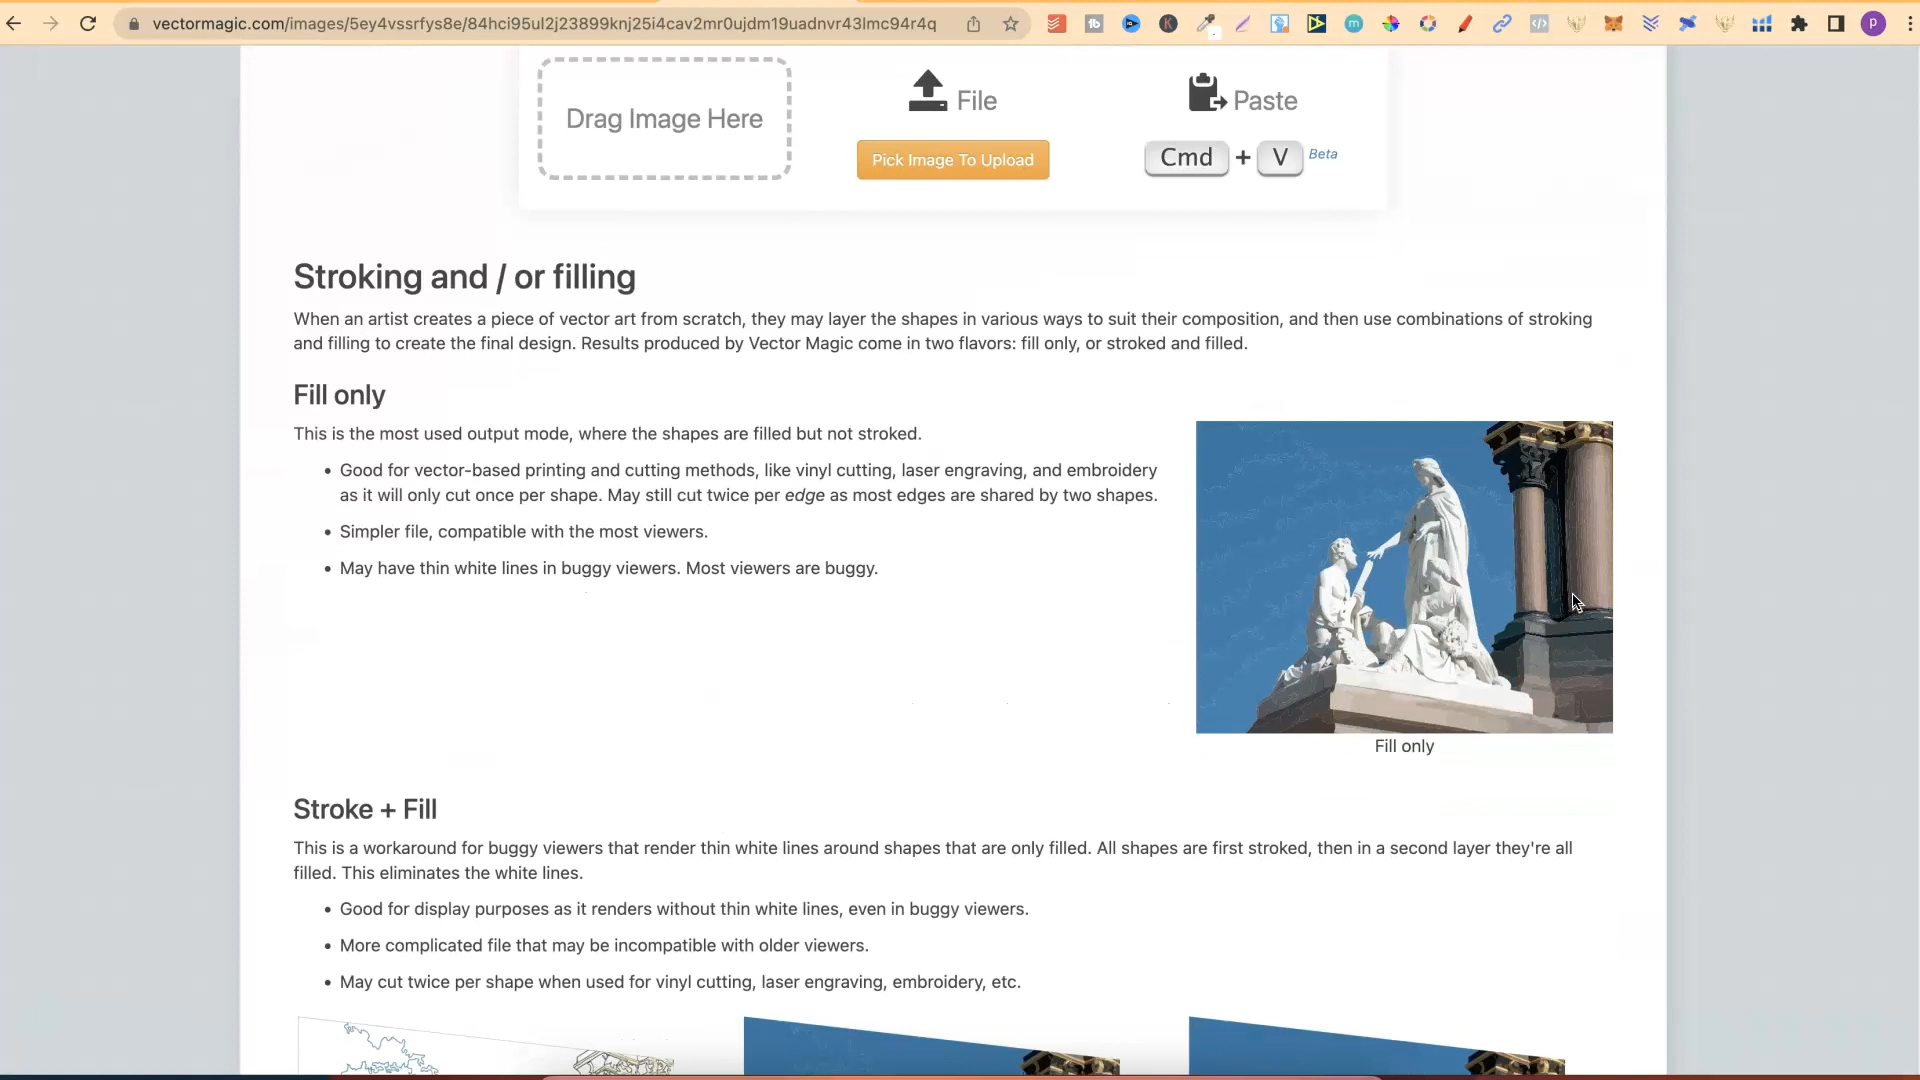 vectormagic.com/images/5ey4vssrfys8e/84hci95ul2j23899knj25i4cav2mr0ujdm19uadnvr43lmc94r4q
Drag Image Here
File
Pick Image To Upload
Paste
Cmd + V Beta
Stroking and / or filling
When an artist creates a piece of vector art from scratch, they may layer the shapes in various ways to suit their composition, and then use combinations of stroking
and filling to create the final design. Results produced by Vector Magic come in two flavors: fill only, or stroked and filled.
Fill only
This is the most used output mode, where the shapes are filled but not stroked.
• Good for vector-based printing and cutting methods, like vinyl cutting, laser engraving, and embroidery
as it will only cut once per shape. May still cut twice per edge as most edges are shared by two shapes.
• Simpler file, compatible with the most viewers.
• May have thin white lines in buggy viewers. Most viewers are buggy.
Fill only
Stroke + Fill
This is a workaround for buggy viewers that render thin white lines around shapes that are only filled. All shapes are first stroked, then in a second layer they're all
filled. This eliminates the white lines.
• Good for display purposes as it renders without thin white lines, even in buggy viewers.
• More complicated file that may be incompatible with older viewers.
• May cut twice per shape when used for vinyl cutting, laser engraving, embroidery, etc.